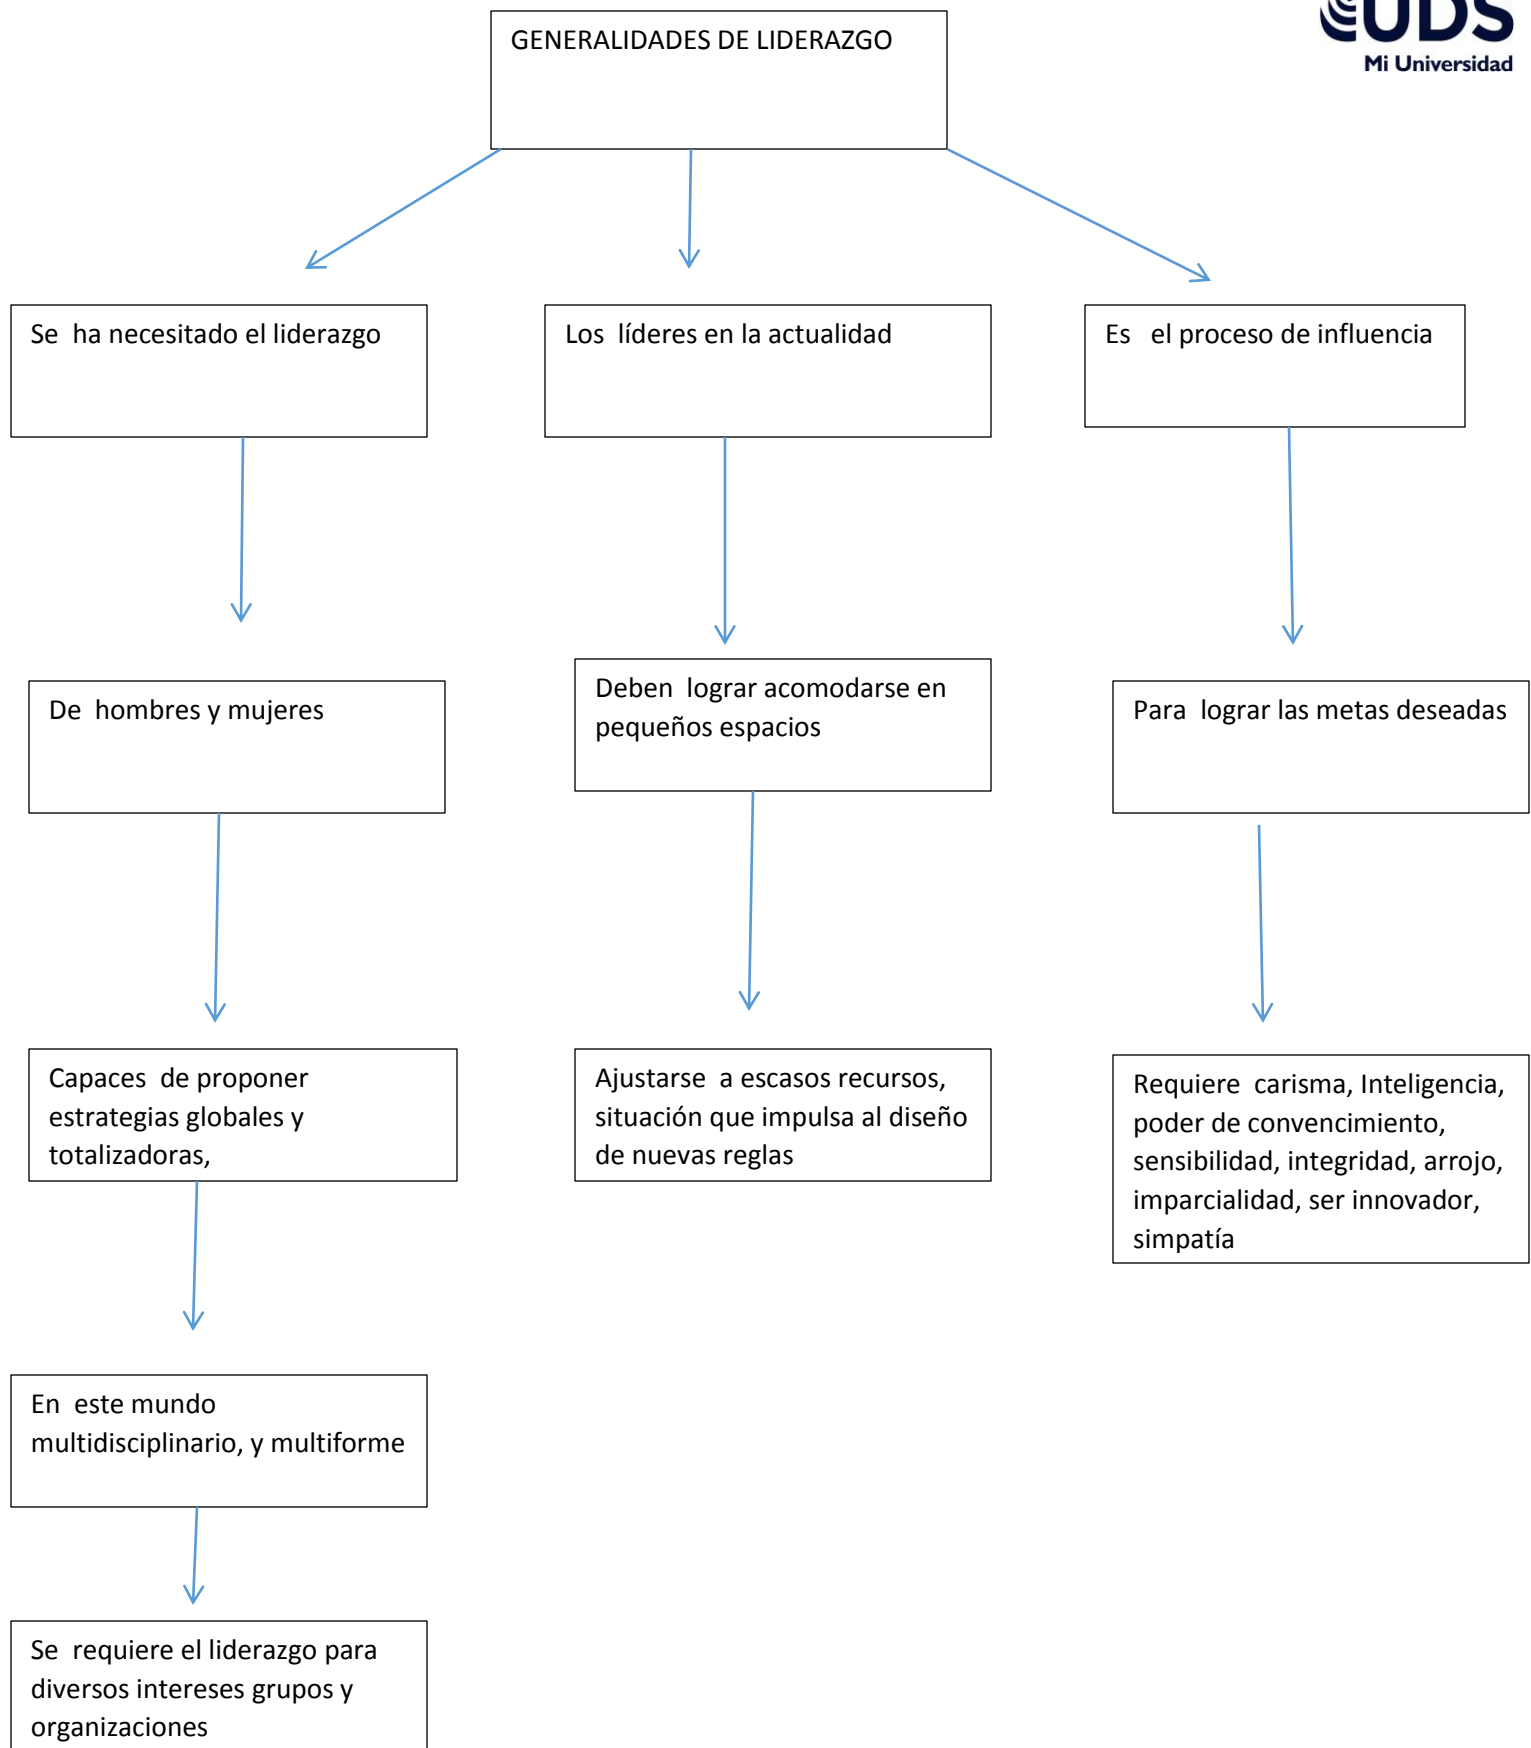 GENERALIDADES DE LIDERAZGO
UDS
Mi Universidad
Se ha necesitado el liderazgo
Los líderes en la actualidad
Es el proceso de influencia
De hombres y mujeres
Deben lograr acomodarse en
pequeños espacios
Para lograr las metas deseadas
Capaces de proponer
estrategias globales y
totalizadoras,
Ajustarse a escasos recursos,
situación que impulsa al diseño
de nuevas reglas
Requiere carisma, Inteligencia,
poder de convencimiento,
sensibilidad, integridad, arrojo,
imparcialidad, ser innovador,
simpatía
En este mundo
multidisciplinario, y multiforme
Se requiere el liderazgo para
diversos intereses grupos y
organizaciones